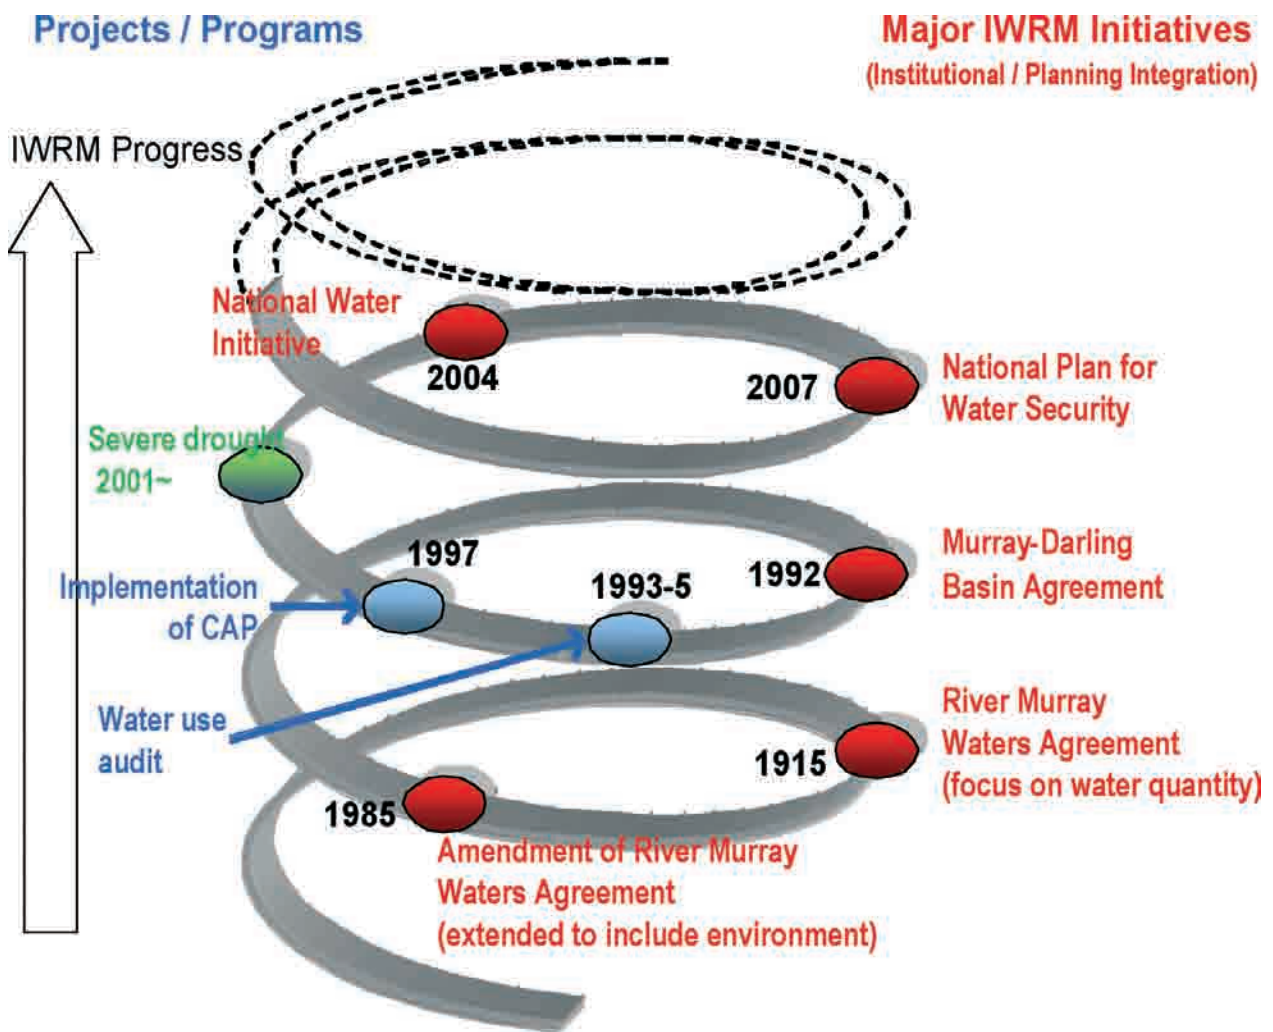 Projects / Programs
Major IWRM Initiatives
(Institutional / Planning Integration)
IWRM Progress
National Water
Initiative
2004
2007
National Plan for
Water Security
Severe drought
2001~
1997
1993-5
1992
Murray-Darling
Basin Agreement
Implementation
of CAP
Water use
audit
1985
1915
River Murray
Waters Agreement
(focus on water quantity)
Amendment of River Murray
Waters Agreement
(extended to include environment)